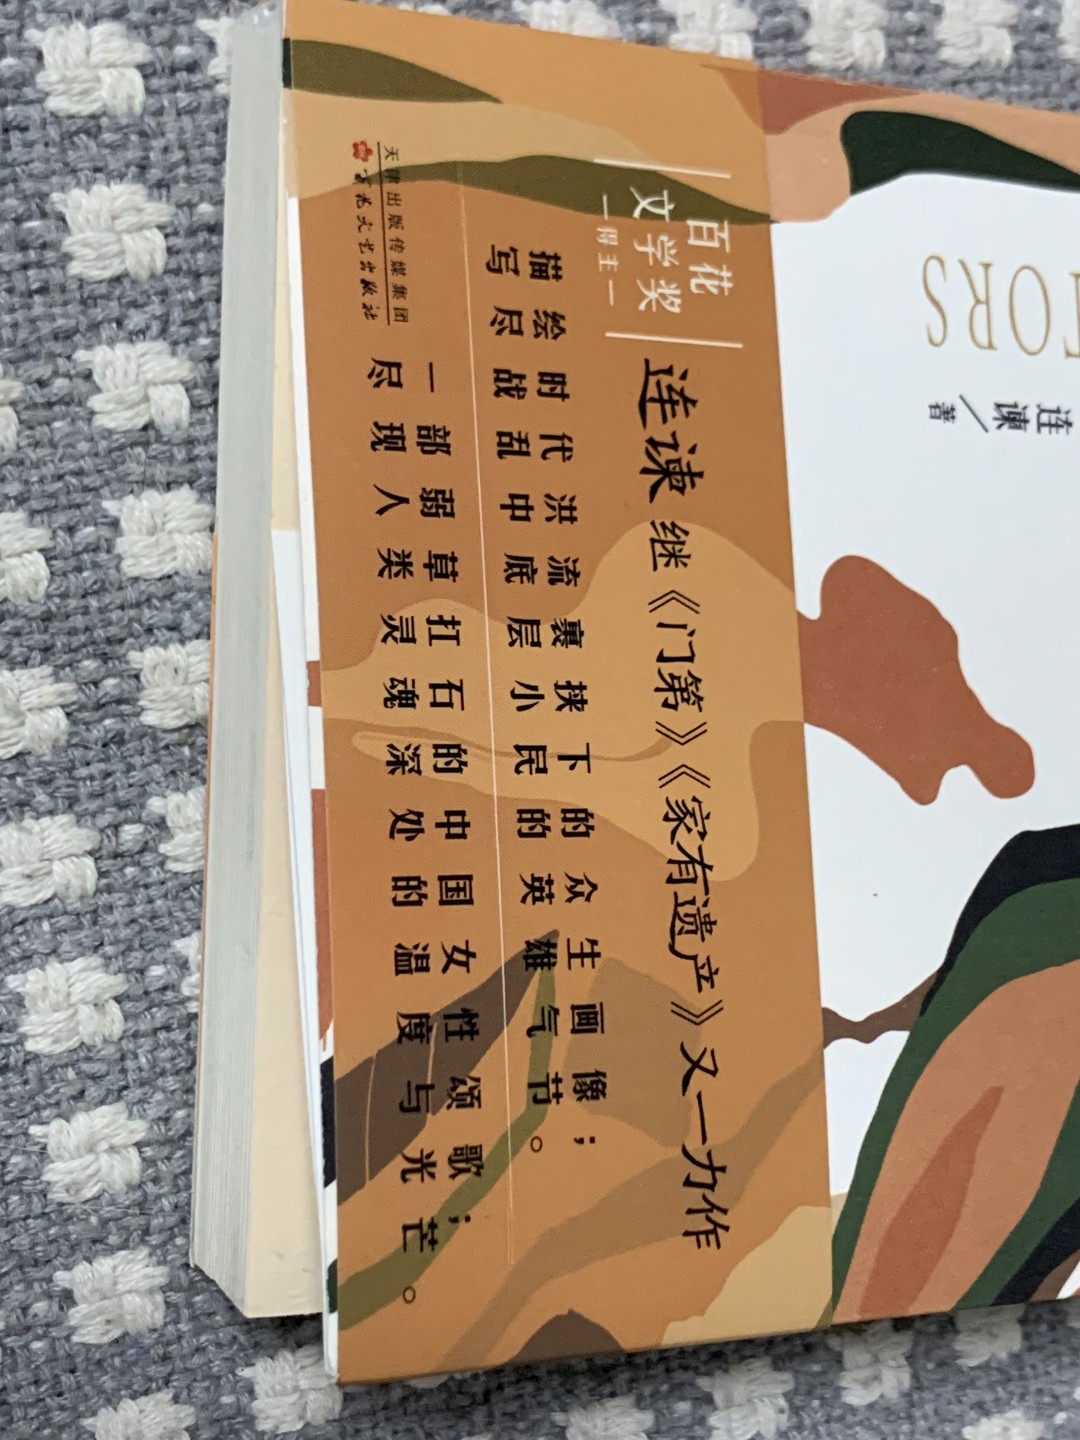 TORS
连谏/著
百花
文学奖
一得主一
连谏 继《门第》《家有遗产》又一力作
描绘时代洪流裹挟下的众生画像；
写尽战乱中底层小民的英雄气节。
一部弱草扛石的中国女性颂歌；
尽现人类灵魂深处的温度与光芒。
天津出版传媒集团
百花文艺出版社